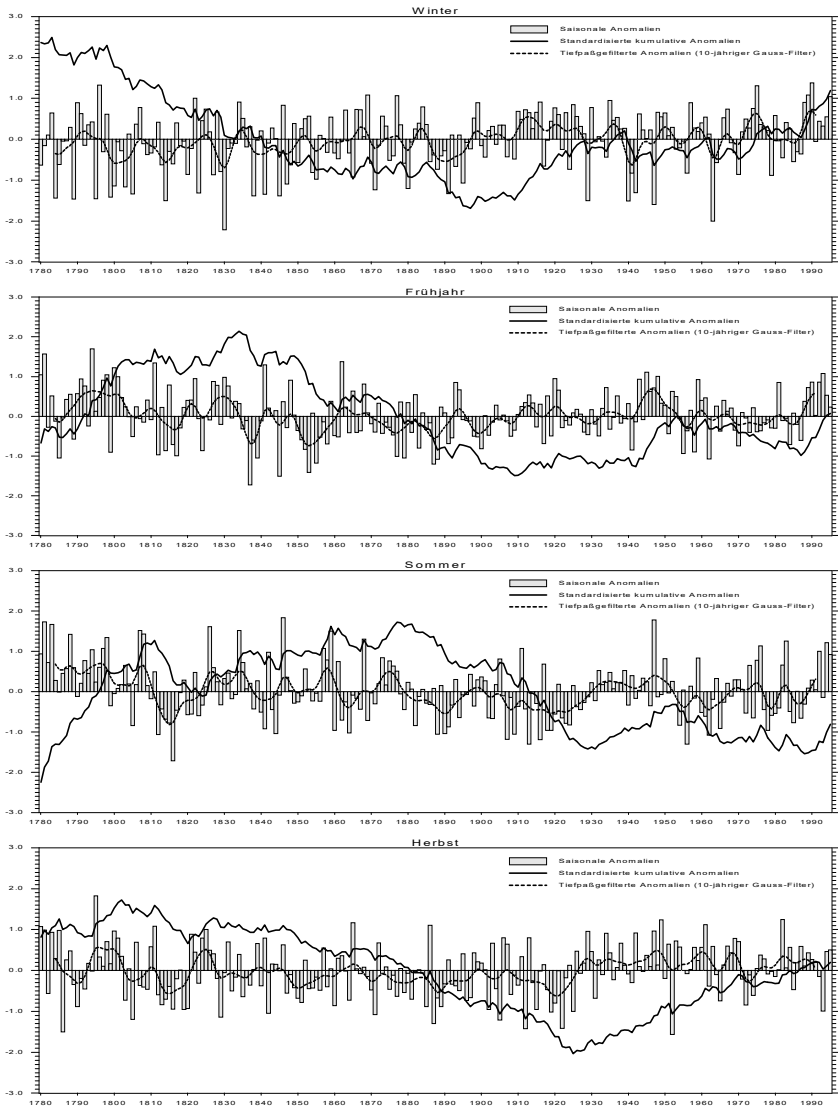 Winter
3.0
Saisonale Anomalien
Standardisierte kumulative Anomalien
2.0
Tiefpaßgefilterte Anomalien (10-jähriger Gauss-Filter)
1.0
0.0
-1.0
-2.0
-3.0
1780 1790 1800 1810 1820 1830 1840 1850 1860 1870 1880 1890 1900 1910 1920 1930 1940 1950 1960 1970 1980 1990
Frühjahr
3.0
Saisonale Anomalien
Standardisierte kumulative Anomalien
Tiefpaßgefilterte Anomalien (10-jähriger Gauss-Filter)
2.0
1.0
0.0
-1.0
-2.0
-3.0
1780 1790 1800 1810 1820 1830 1840 1850 1860 1870 1880 1890 1900 1910 1920 1930 1940 1950 1960 1970 1980 1990
Sommer
3.0
Saisonale Anomalien
Standardisierte kumulative Anomalien
Tiefpaßgefilterte Anomalien (10-jähriger Gauss-Filter)
2.0
1.0
0.0
-1.0
-2.0
-3.0
1780 1790 1800 1810 1820 1830 1840 1850 1860 1870 1880 1890 1900 1910 1920 1930 1940 1950 1960 1970 1980 1990
Herbst
3.0
Saisonale Anomalien
Standardisierte kumulative Anomalien
Tiefpaßgefilterte Anomalien (10-jähriger Gauss-Filter)
2.0
1.0
0.0
-1.0
-2.0
-3.0
1780 1790 1800 1810 1820 1830 1840 1850 1860 1870 1880 1890 1900 1910 1920 1930 1940 1950 1960 1970 1980 1990